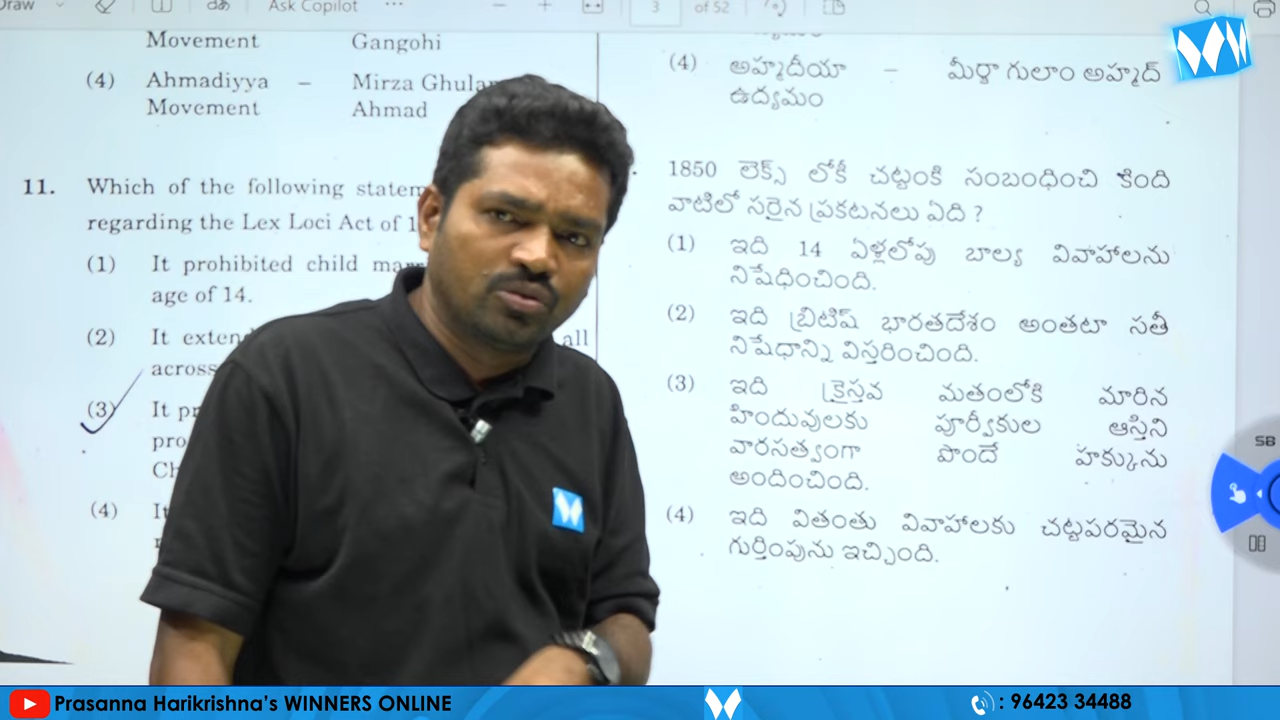 Draw
Ask Copilot
3 of 52
Movement Gangohi
(4) Ahmadiyya – Mirza Ghulam
Movement Ahmad
11. Which of the following statem
regarding the Lex Loci Act of 1
(1) It prohibited child mar
age of 14.
(2) It exten all
across
(3) It pr
pro
Ch
(4) It
(4) అహ్మదీయా – మీర్జా గులాం అహ్మద్
ఉద్యమం
1850 లెక్స్ లోకీ చట్టంకి సంబంధించి కింది
వాటిలో సరైన ప్రకటనలు ఏది ?
(1) ఇది 14 ఏళ్లలోపు బాల్య వివాహాలను
నిషేధించింది.
(2) ఇది బ్రిటిష్ భారతదేశం అంతటా సతీ
నిషేధాన్ని విస్తరించింది.
(3) ఇది క్రైస్తవ మతంలోకి మారిన
హిందువులకు పూర్వీకుల ఆస్తిని
వారసత్వంగా పొందే హక్కును
అందించింది.
(4) ఇది వితంతు వివాహాలకు చట్టపరమైన
గుర్తింపును ఇచ్చింది.
SB
Prasanna Harikrishna's WINNERS ONLINE
: 96423 34488